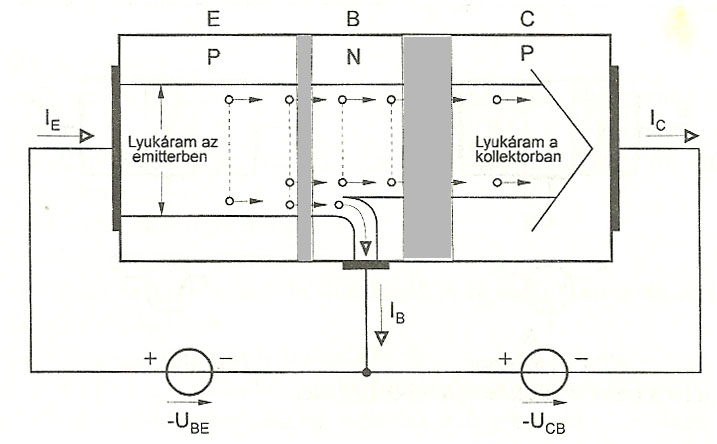 E B C
P N P
I_E
I_C
Lyukáram az
emitterben
Lyukáram a
kollektorban
I_B
+ − + −
-U_BE
-U_CB